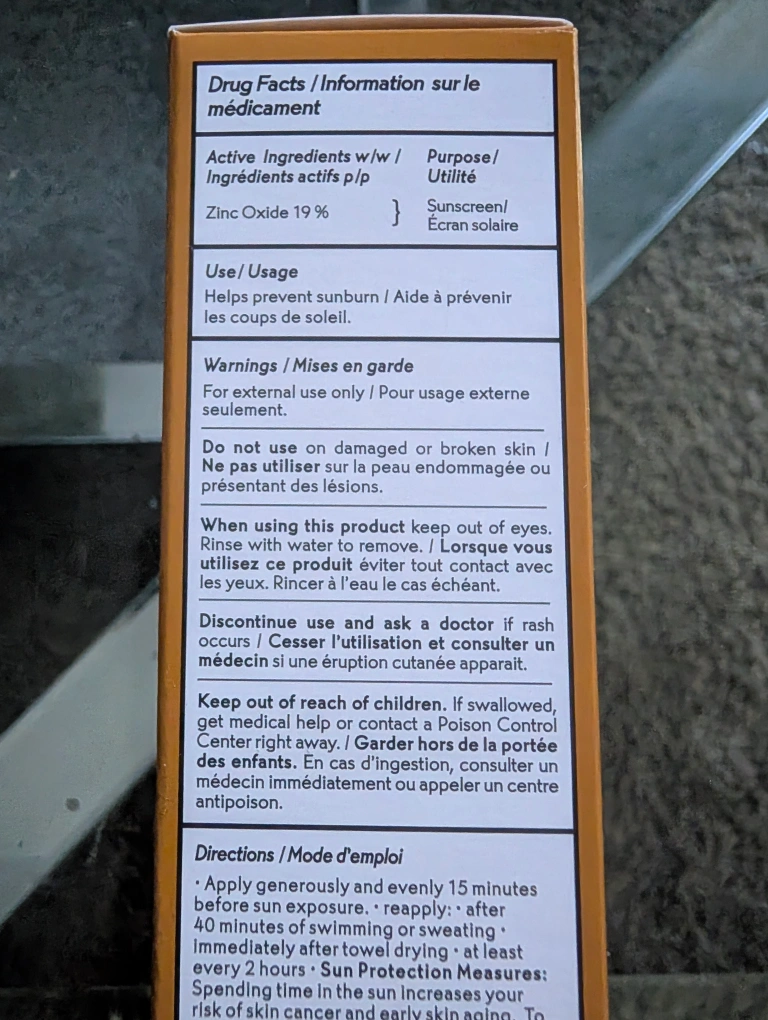 Drug Facts / Information sur le
médicament
Active Ingredients w/w / Purpose/
Ingrédients actifs p/p Utilité
Zinc Oxide 19 % } Sunscreen/
Écran solaire
Use / Usage
Helps prevent sunburn / Aide à prévenir
les coups de soleil.
Warnings / Mises en garde
For external use only / Pour usage externe
seulement.
Do not use on damaged or broken skin /
Ne pas utiliser sur la peau endommagée ou
présentant des lésions.
When using this product keep out of eyes.
Rinse with water to remove. / Lorsque vous
utilisez ce produit éviter tout contact avec
les yeux. Rincer à l'eau le cas échéant.
Discontinue use and ask a doctor if rash
occurs / Cesser l'utilisation et consulter un
médecin si une éruption cutanée apparait.
Keep out of reach of children. If swallowed,
get medical help or contact a Poison Control
Center right away. / Garder hors de la portée
des enfants. En cas d'ingestion, consulter un
médecin immédiatement ou appeler un centre
antipoison.
Directions / Mode d'emploi
• Apply generously and evenly 15 minutes
before sun exposure. • reapply: • after
40 minutes of swimming or sweating •
immediately after towel drying • at least
every 2 hours • Sun Protection Measures:
Spending time in the sun increases your
risk of skin cancer and early skin aging. To